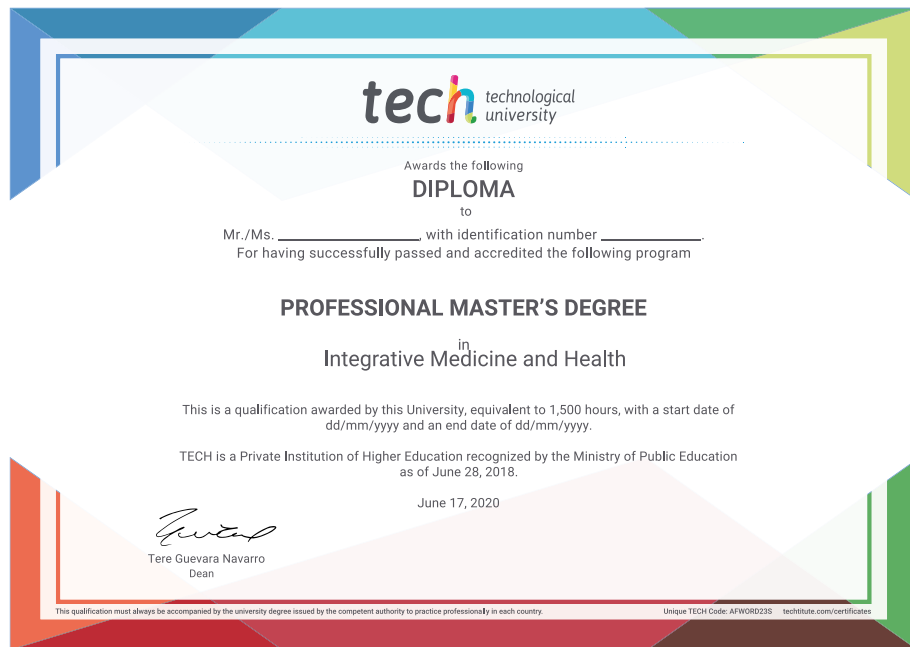 tech technological
university
Awards the following
DIPLOMA
to
Mr./Ms. ____________, with identification number ____________.
For having successfully passed and accredited the following program
PROFESSIONAL MASTER'S DEGREE
in
Integrative Medicine and Health
This is a qualification awarded by this University, equivalent to 1,500 hours, with a start date of
dd/mm/yyyy and an end date of dd/mm/yyyy.
TECH is a Private Institution of Higher Education recognized by the Ministry of Public Education
as of June 28, 2018.
June 17, 2020
Tere Guevara Navarro
Dean
This qualification must always be accompanied by the university degree issued by the competent authority to practice professionally in each country. Unique TECH Code: AFWORD23S techtitute.com/certificates